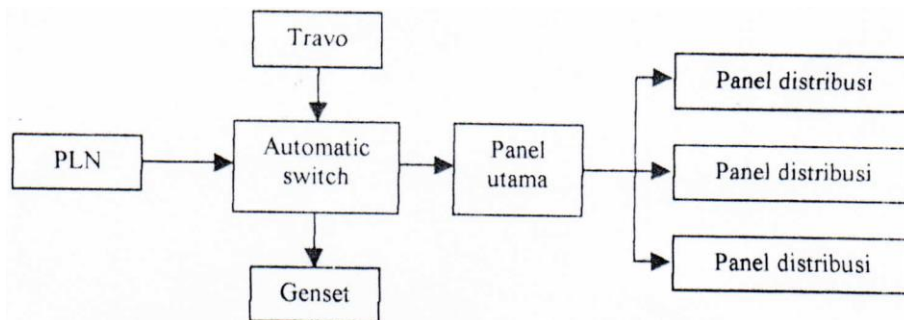 Travo
PLN
Automatic
switch
Panel
utama
Genset
Panel distribusi
Panel distribusi
Panel distribusi